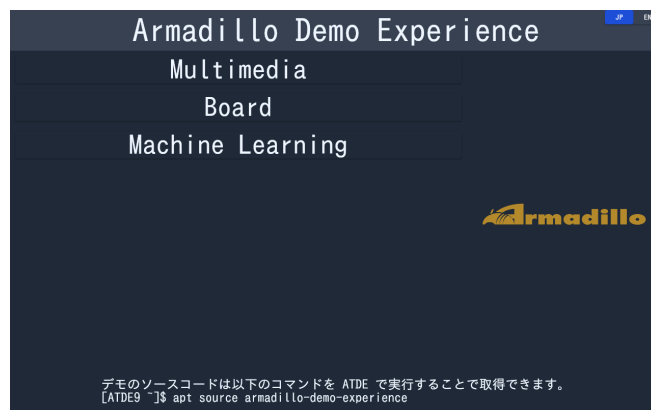 Armadillo Demo Experience
JP EN
Multimedia
Board
Machine Learning
Armadillo
デモのソースコードは以下のコマンドを ATDE で実行することで取得できます。
[ATDE9 ~]$ apt source armadillo-demo-experience